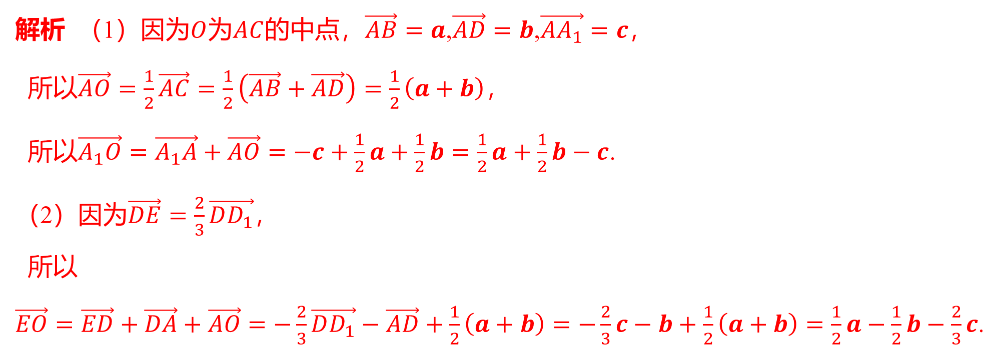 解析 （1）因为$O$为$AC$的中点，$\overrightarrow{AB} = \boldsymbol{a}, \overrightarrow{AD} = \boldsymbol{b}, \overrightarrow{AA_1} = \boldsymbol{c}$，
所以$\overrightarrow{AO} = \frac{1}{2}\overrightarrow{AC} = \frac{1}{2}(\overrightarrow{AB} + \overrightarrow{AD}) = \frac{1}{2}(\boldsymbol{a} + \boldsymbol{b})$，
所以$\overrightarrow{A_1O} = \overrightarrow{A_1A} + \overrightarrow{AO} = -\boldsymbol{c} + \frac{1}{2}\boldsymbol{a} + \frac{1}{2}\boldsymbol{b} = \frac{1}{2}\boldsymbol{a} + \frac{1}{2}\boldsymbol{b} - \boldsymbol{c}$.
（2）因为$\overrightarrow{DE} = \frac{2}{3}\overrightarrow{DD_1}$，
所以
$\overrightarrow{EO} = \overrightarrow{ED} + \overrightarrow{DA} + \overrightarrow{AO} = -\frac{2}{3}\overrightarrow{DD_1} - \overrightarrow{AD} + \frac{1}{2}(\boldsymbol{a} + \boldsymbol{b}) = -\frac{2}{3}\boldsymbol{c} - \boldsymbol{b} + \frac{1}{2}(\boldsymbol{a} + \boldsymbol{b}) = \frac{1}{2}\boldsymbol{a} - \frac{1}{2}\boldsymbol{b} - \frac{2}{3}\boldsymbol{c}$.